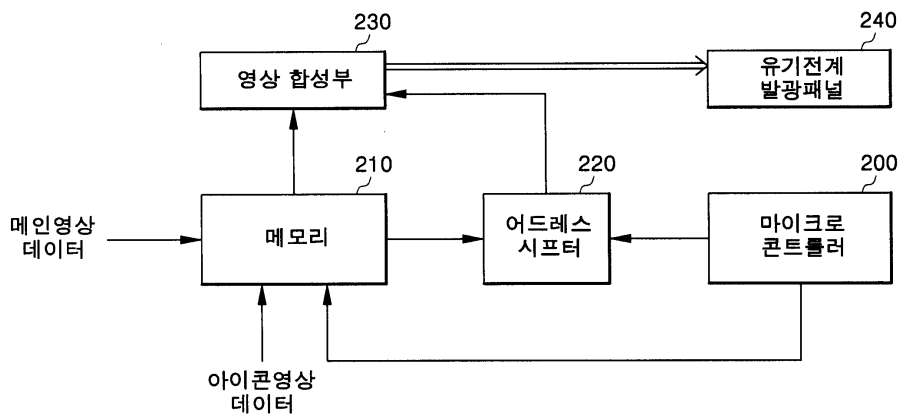 230
영상 합성부
240
유기전계
발광패널
210
메모리
220
어드레스
시프터
200
마이크로
콘트롤러
메인영상
데이터
아이콘영상
데이터